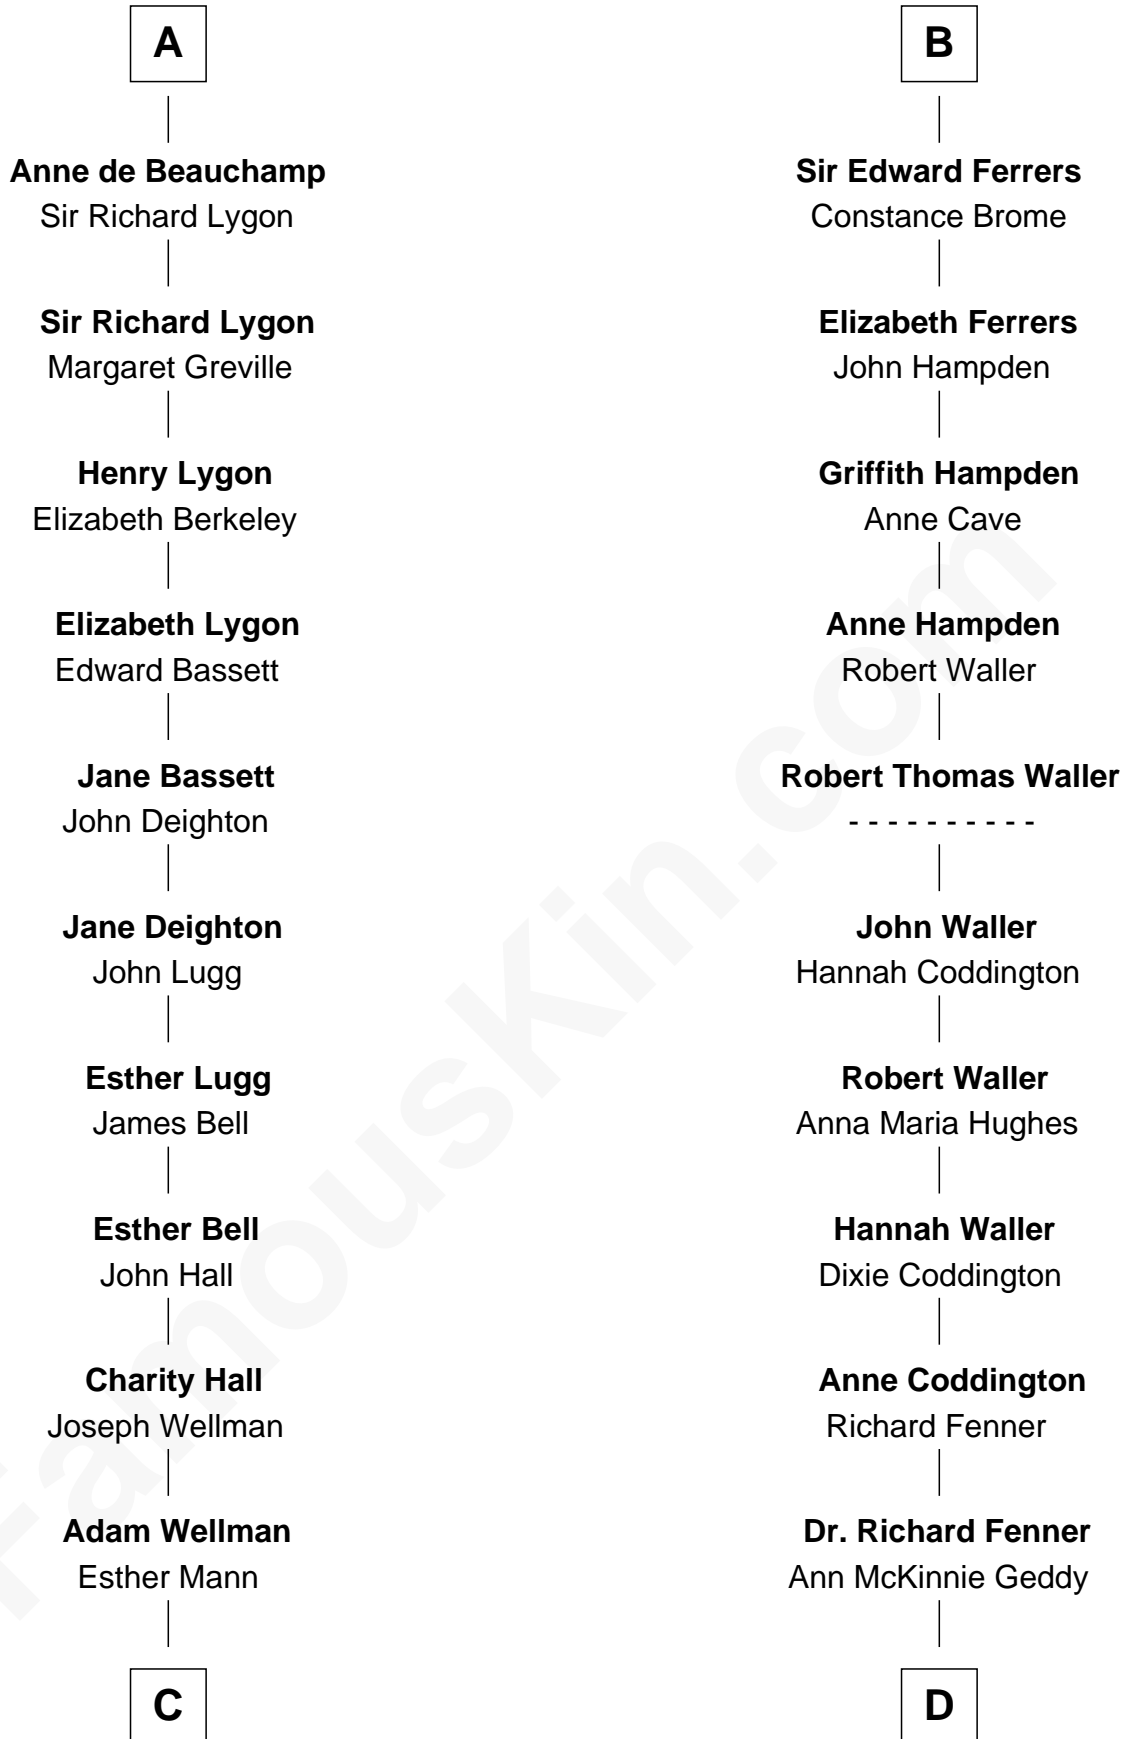 A
Anne de Beauchamp
Sir Richard Lygon
Sir Richard Lygon
Margaret Greville
Henry Lygon
Elizabeth Berkeley
Elizabeth Lygon
Edward Bassett
Jane Bassett
John Deighton
Jane Deighton
John Lugg
Esther Lugg
James Bell
Esther Bell
John Hall
Charity Hall
Joseph Wellman
Adam Wellman
Esther Mann
C
B
Sir Edward Ferrers
Constance Brome
Elizabeth Ferrers
John Hampden
Griffith Hampden
Anne Cave
Anne Hampden
Robert Waller
Robert Thomas Waller
- - - - - - - - - -
John Waller
Hannah Coddington
Robert Waller
Anna Maria Hughes
Hannah Waller
Dixie Coddington
Anne Coddington
Richard Fenner
Dr. Richard Fenner
Ann McKinnie Geddy
D
FamousKin.com